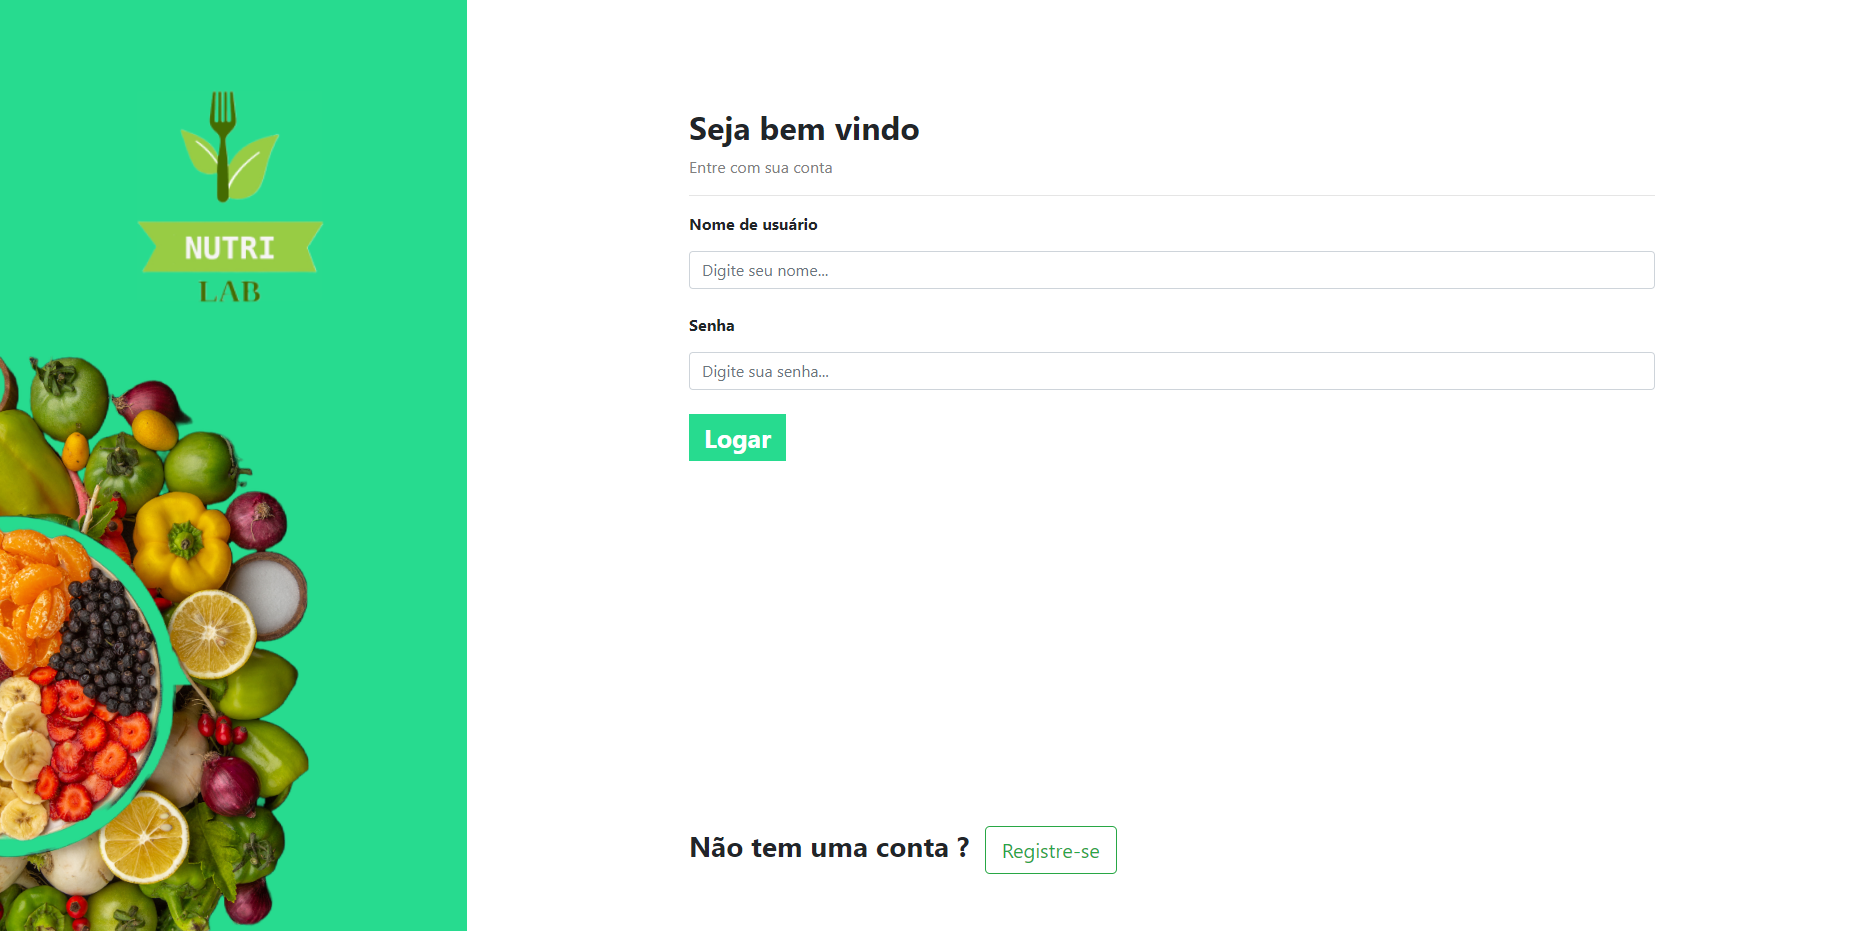 NUTRI
LAB
Seja bem vindo
Entre com sua conta
Nome de usuário
Digite seu nome...
Senha
Digite sua senha...
Logar
Não tem uma conta ? Registre-se